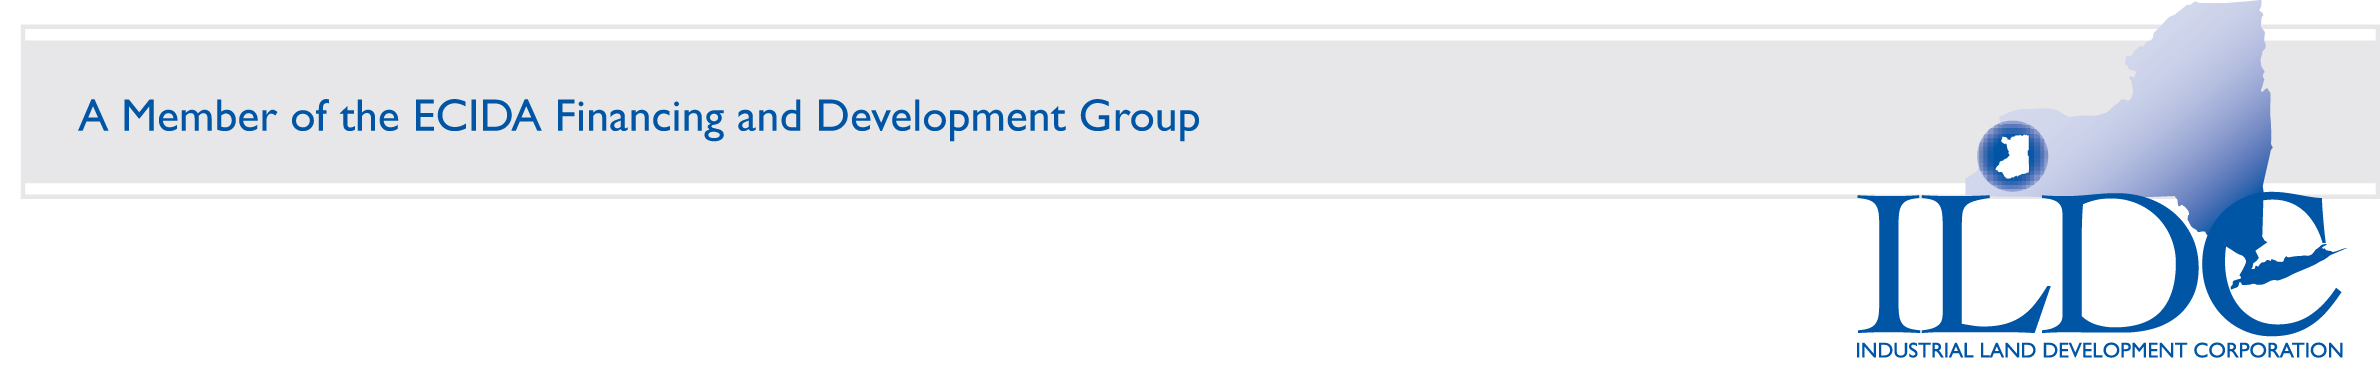 A Member of the ECIDA Financing and Development Group
ILDC
INDUSTRIAL LAND DEVELOPMENT CORPORATION